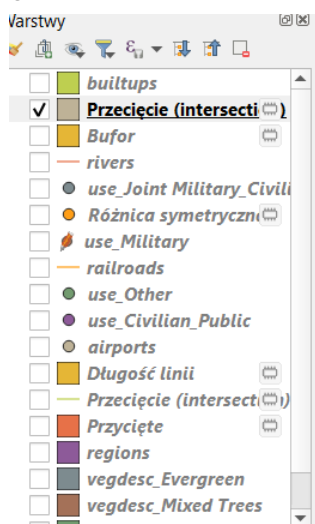 Warstwy
builtups
Przecięcie (intersecti
Bufor
rivers
use_Joint Military_Civili
Różnica symetryczn
use_Military
railroads
use_Other
use_Civilian_Public
airports
Długość linii
Przecięcie (intersecti
Przycięte
regions
vegdesc_Evergreen
vegdesc_Mixed Trees